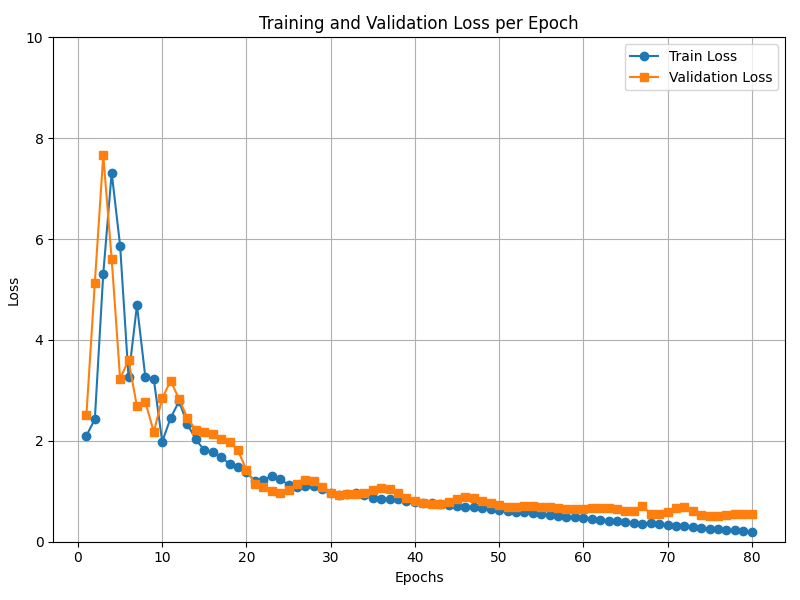 Training and Validation Loss per Epoch
Train Loss
Validation Loss
Loss
10
8
6
4
2
0
0 10 20 30 40 50 60 70 80
Epochs